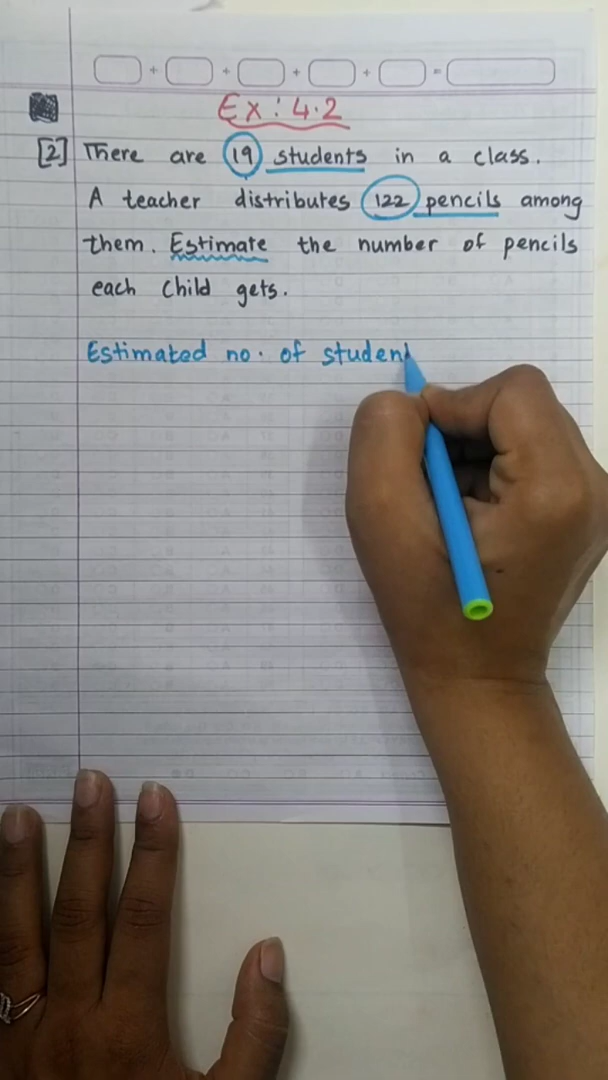 + + + + =
Ex: 4.2
[2] There are 19 students in a class.
A teacher distributes 122 pencils among
them. Estimate the number of pencils
each child gets.
Estimated no. of student